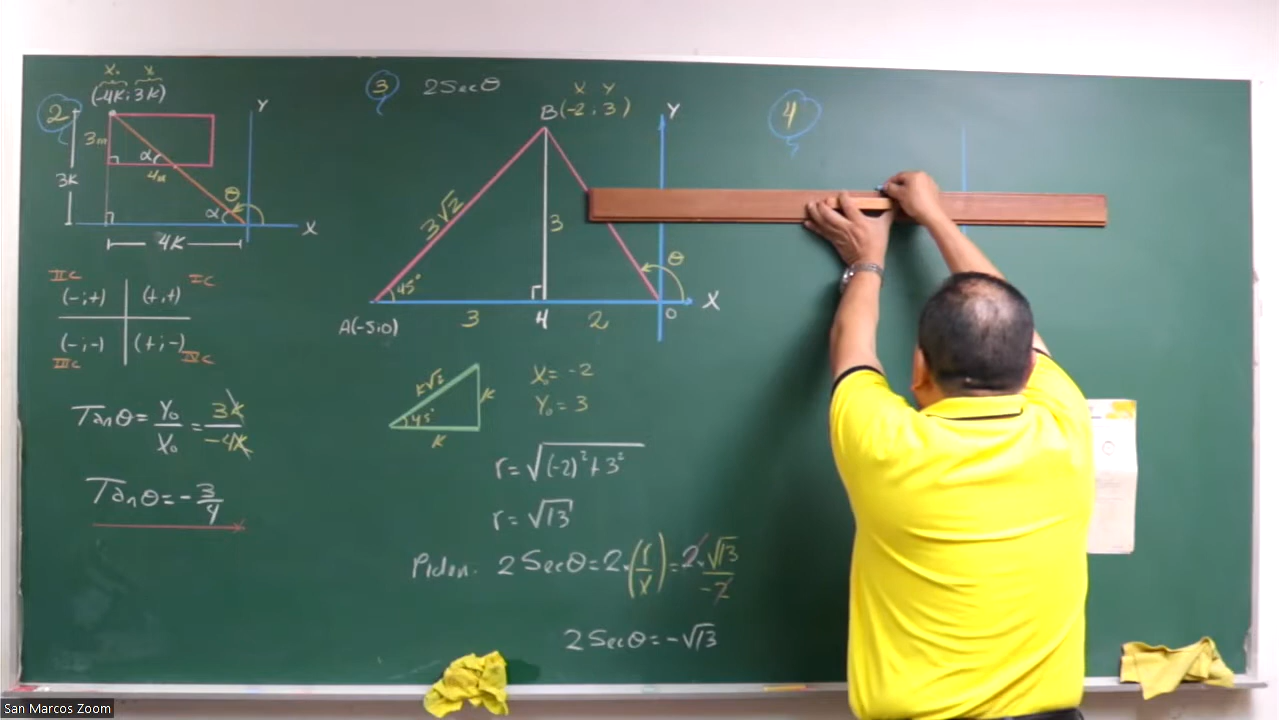 2
X₀ Y
(-4K; 3K)
Y
3m
α
4m
3K
θ
α
X
4K
IIC
IC
(-;+)
(+,+)
(-;-)
(+;-)
IIIC
IVC
Tanθ = Y₀/X₀ = 3K/-4K
Tanθ = -3/4
3
2Secθ
X Y
B(-2; 3)
Y
3√2
3
θ
45°
X
A(-5;0)
3
4
2
0
K√2
K
45°
K
X₀ = -2
Y₀ = 3
r = √(-2)² + 3²
r = √13
Piden: 2Secθ = 2·(r/x) = 2·√13/-2
2Secθ = -√13
4
San Marcos Zoom